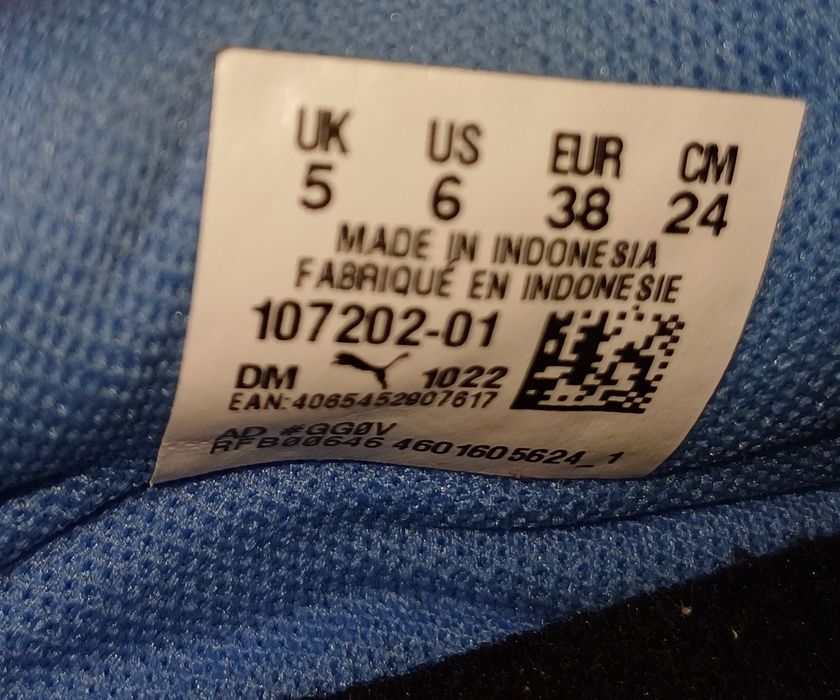 UK US EUR CM
5 6 38 24
MADE IN INDONESIA
FABRIQUÉ EN INDONESIE
107202-01
DM 1022
EAN:4065452907617
AD #GG0V
RFB00646 4601605624_1